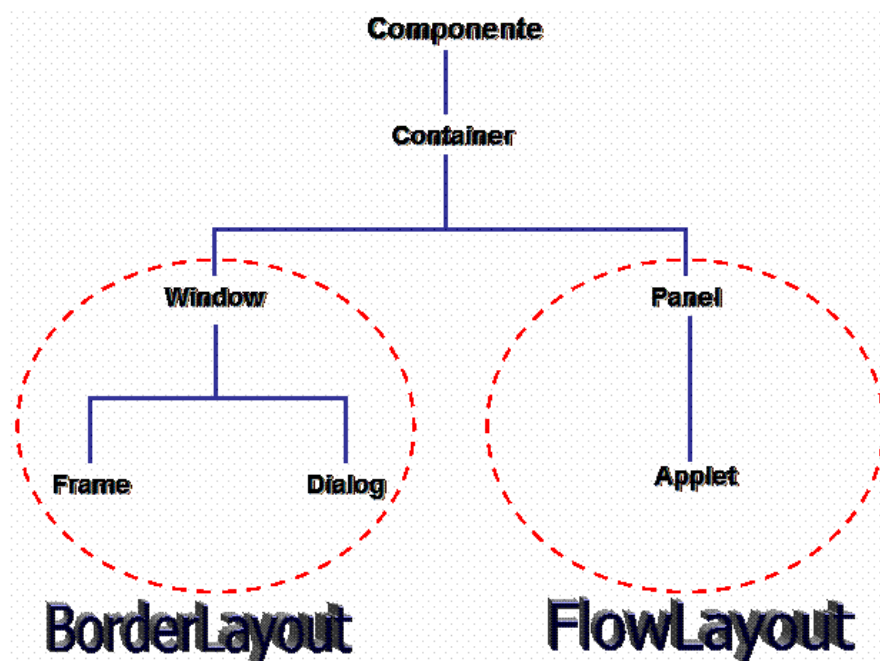 Componente
Container
Window Panel
Frame Dialog Applet
BorderLayout FlowLayout